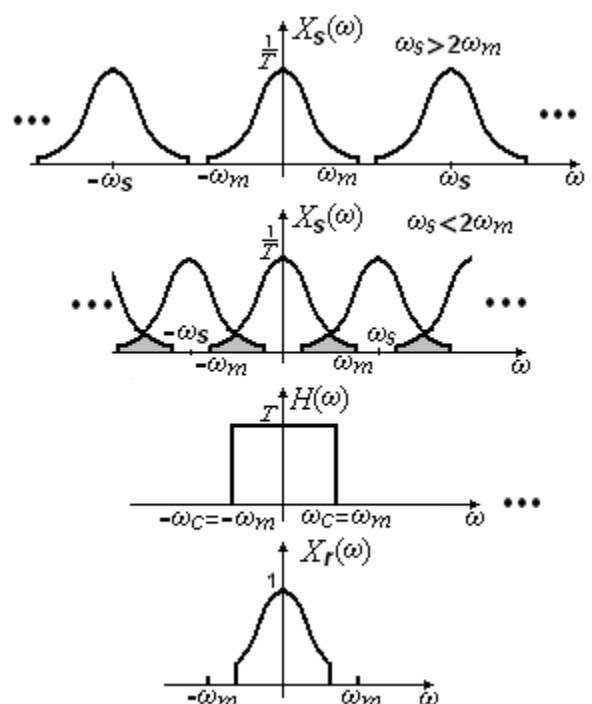 Xs(ω) ωs>2ωm
1/T
••• •••
-ωs -ωm ωm ωs ω
Xs(ω) ωs<2ωm
1/T
••• •••
-ωs ωs
-ωm ωm ω
T H(ω)
•••
-ωC=-ωm ωC=ωm ω
Xr(ω)
1
-ωm ωm ω